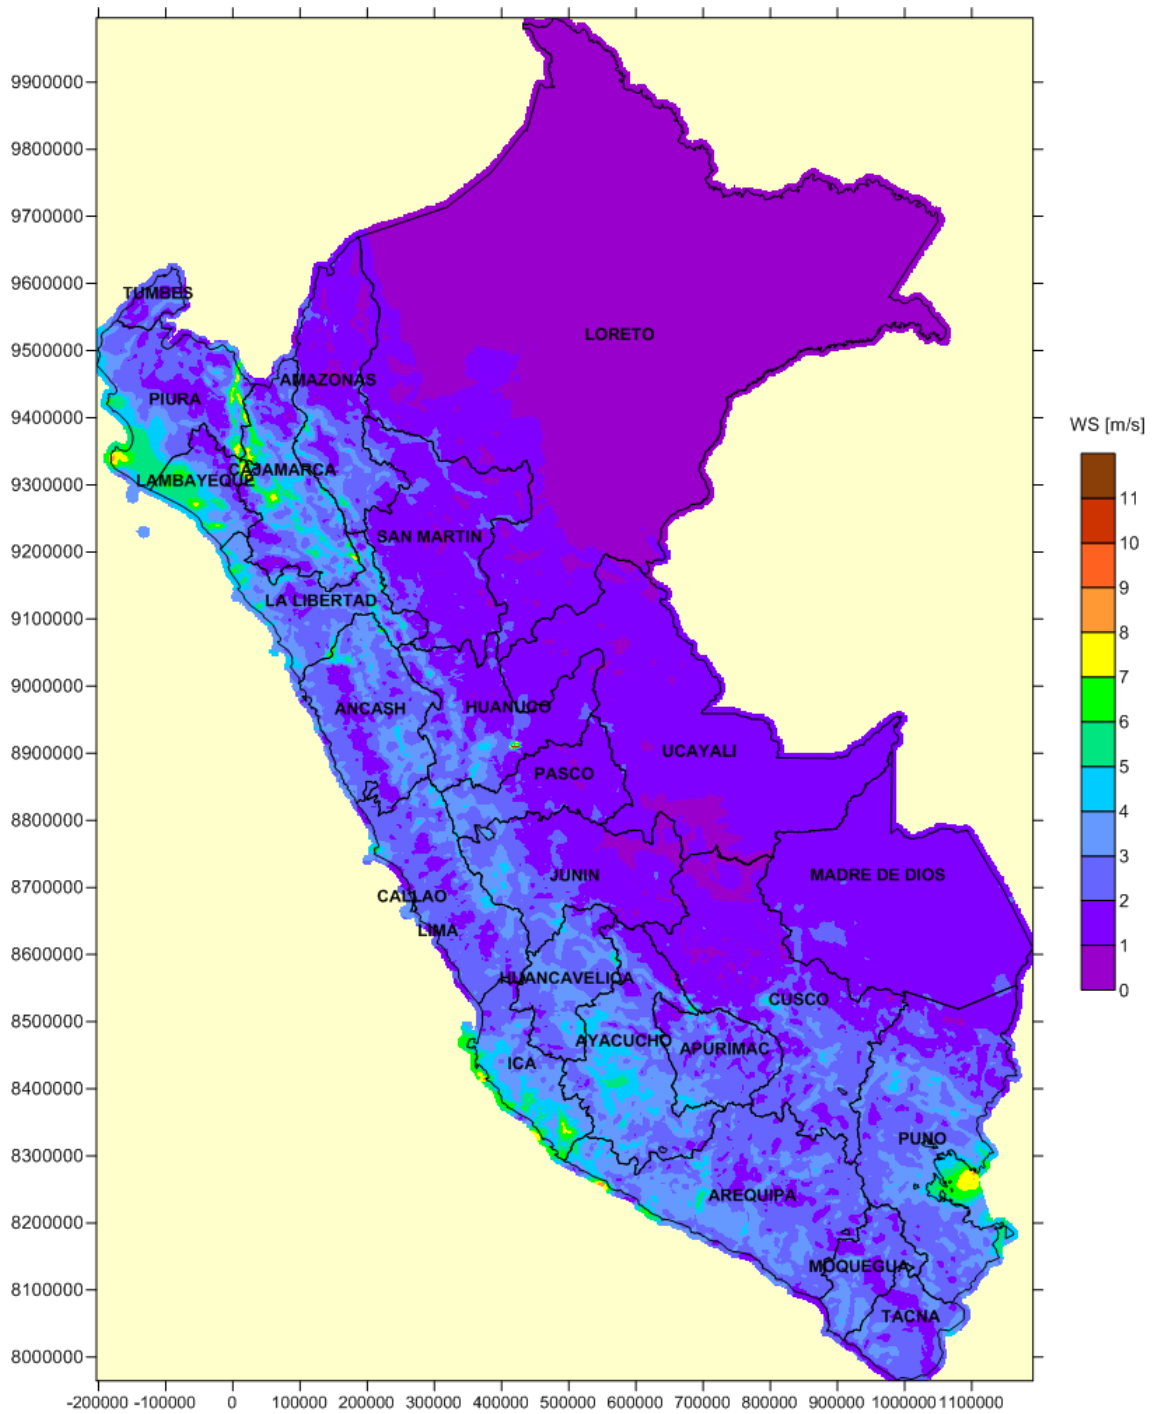 9900000
9800000
9700000
9600000
TUMBES
9500000
LORETO
AMAZONAS
9400000
PIURA
WS [m/s]
CAJAMARCA
9300000
LAMBAYEQUE
11
SAN MARTIN
10
9200000
9
LA LIBERTAD
9100000
8
7
9000000
ANCASH
HUANUCO
6
8900000
UCAYALI
PASCO
5
4
8800000
3
JUNIN
MADRE DE DIOS
8700000
CALLAO
2
LIMA
1
8600000
HUANCAVELICA
0
CUSCO
8500000
AYACUCHO
APURIMAC
ICA
8400000
PUNO
8300000
AREQUIPA
8200000
MOQUEGUA
8100000
TACNA
8000000
-200000 -100000 0 100000 200000 300000 400000 500000 600000 700000 800000 900000 1000000 1100000